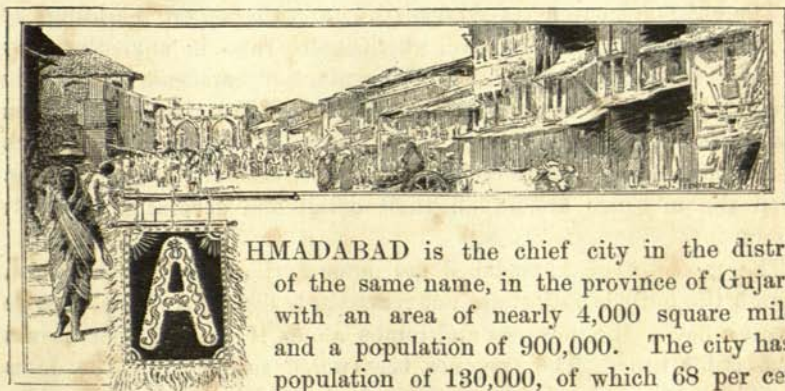 AHMADABAD is the chief city in the distr
of the same name, in the province of Gujar
with an area of nearly 4,000 square mil
and a population of 900,000. The city has
population of 130,000, of which 68 per ce